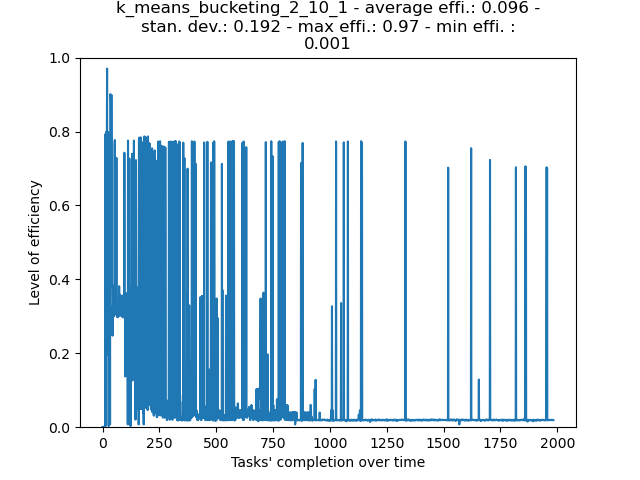 k_means_bucketing_2_10_1 - average effi.: 0.096 -
stan. dev.: 0.192 - max effi.: 0.97 - min effi. :
0.001
1.0
0.8
0.6
0.4
0.2
0.0
Level of efficiency
0 250 500 750 1000 1250 1500 1750 2000
Tasks' completion over time